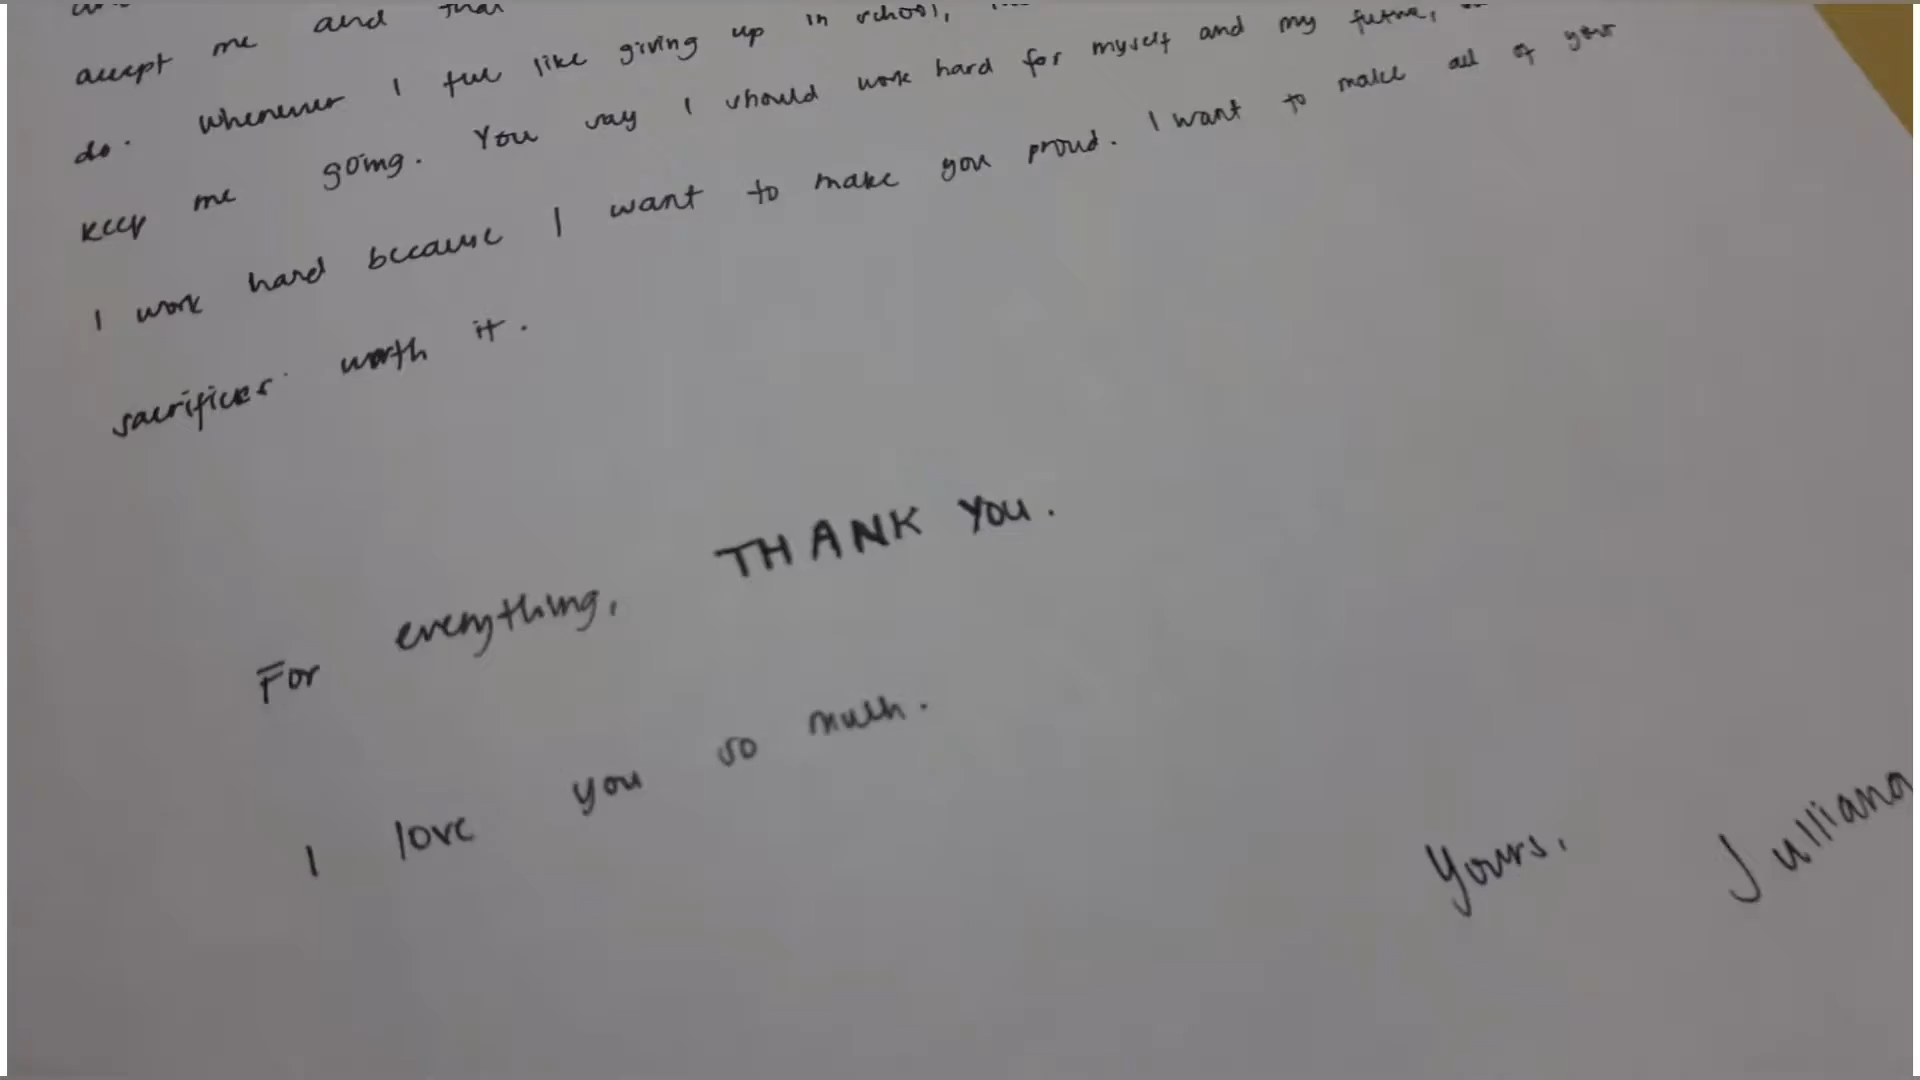 accept me and that
do. Whenever I feel like giving up in school,
keep me going. You say I should work hard for myself and my future,
I work hard because I want to make you proud. I want to make all of your
sacrifices worth it.
For everything, THANK YOU.
I love you so much.
Yours, Julliana